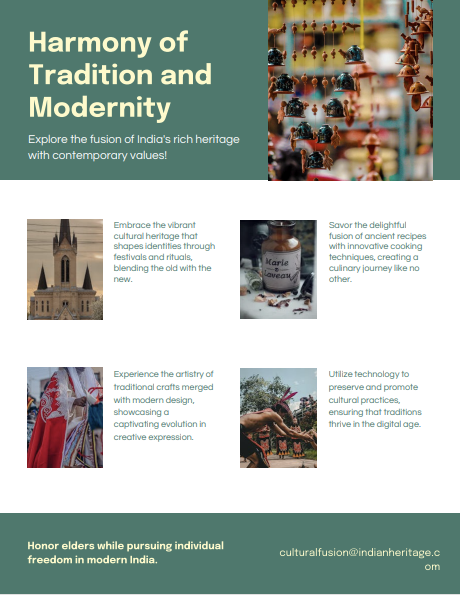 Harmony of
Tradition and
Modernity
Explore the fusion of India's rich heritage
with contemporary values!
Embrace the vibrant
cultural heritage that
shapes identities through
festivals and rituals,
blending the old with the
new.
Marie
Laveau
Savor the delightful
fusion of ancient recipes
with innovative cooking
techniques, creating a
culinary journey like no
other.
Experience the artistry of
traditional crafts merged
with modern design,
showcasing a
captivating evolution in
creative expression.
Utilize technology to
preserve and promote
cultural practices,
ensuring that traditions
thrive in the digital age.
Honor elders while pursuing individual
freedom in modern India.
culturalfusion@indianheritage.c
om